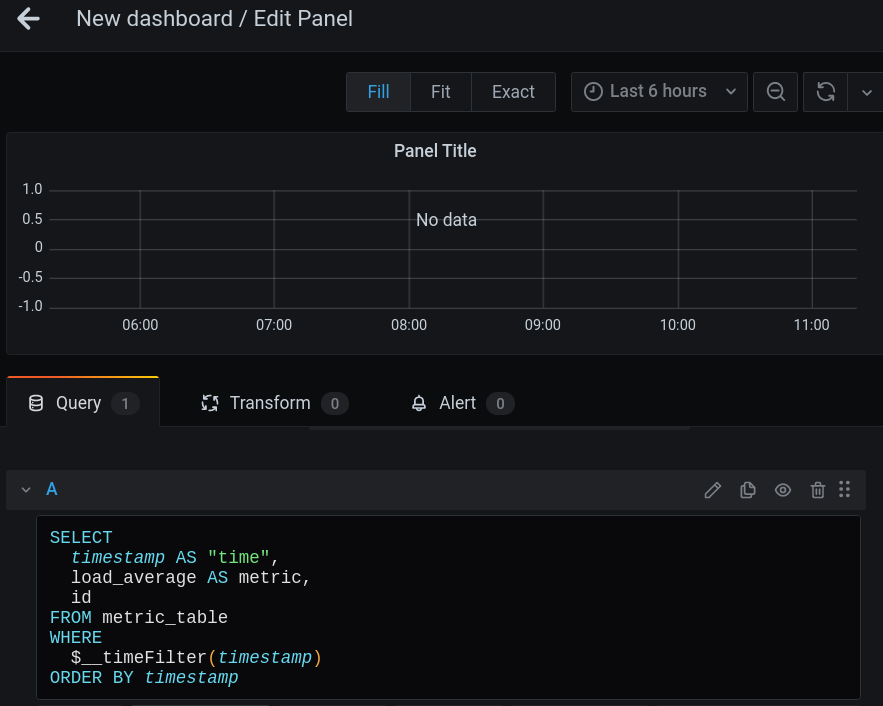 New dashboard / Edit Panel
Fill Fit Exact Last 6 hours
Panel Title
1.0
0.5
No data
0
-0.5
-1.0
06:00 07:00 08:00 09:00 10:00 11:00
Query 1 Transform 0 Alert 0
A
SELECT
timestamp AS "time",
load_average AS metric,
id
FROM metric_table
WHERE
$__timeFilter(timestamp)
ORDER BY timestamp